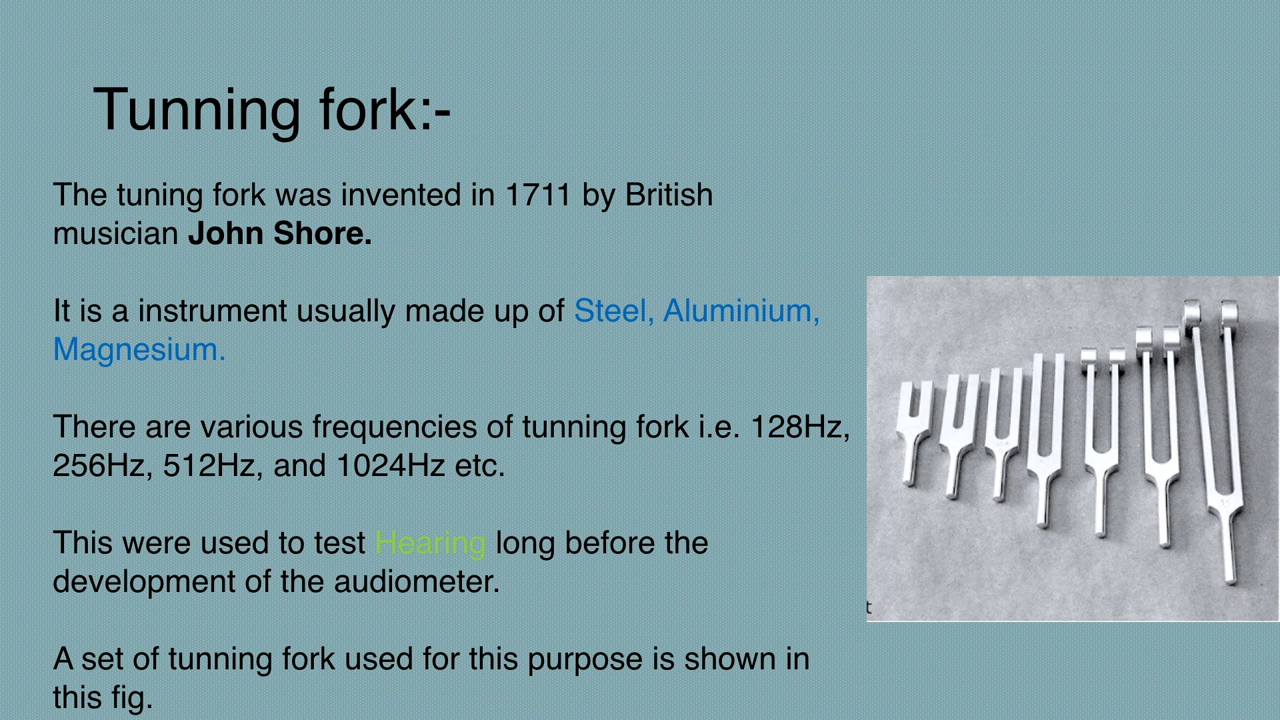 Tunning fork:-
The tuning fork was invented in 1711 by British
musician John Shore.
It is a instrument usually made up of Steel, Aluminium,
Magnesium.
There are various frequencies of tunning fork i.e. 128Hz,
256Hz, 512Hz, and 1024Hz etc.
This were used to test Hearing long before the
development of the audiometer.
A set of tunning fork used for this purpose is shown in
this fig.
t